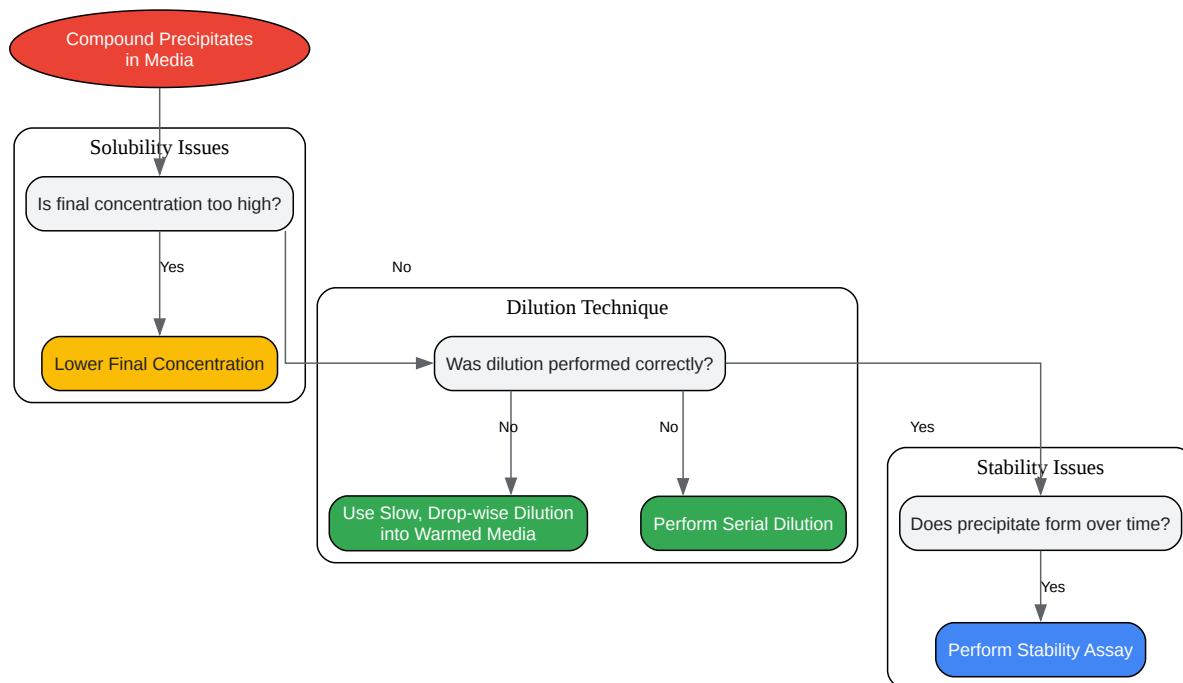 Compound Precipitates
in Media
Solubility Issues
Is final concentration too high?
Yes
No
Lower Final Concentration
Dilution Technique
Was dilution performed correctly?
No
No
Yes
Use Slow, Drop-wise Dilution
into Warmed Media
Perform Serial Dilution
Stability Issues
Does precipitate form over time?
Yes
Perform Stability Assay